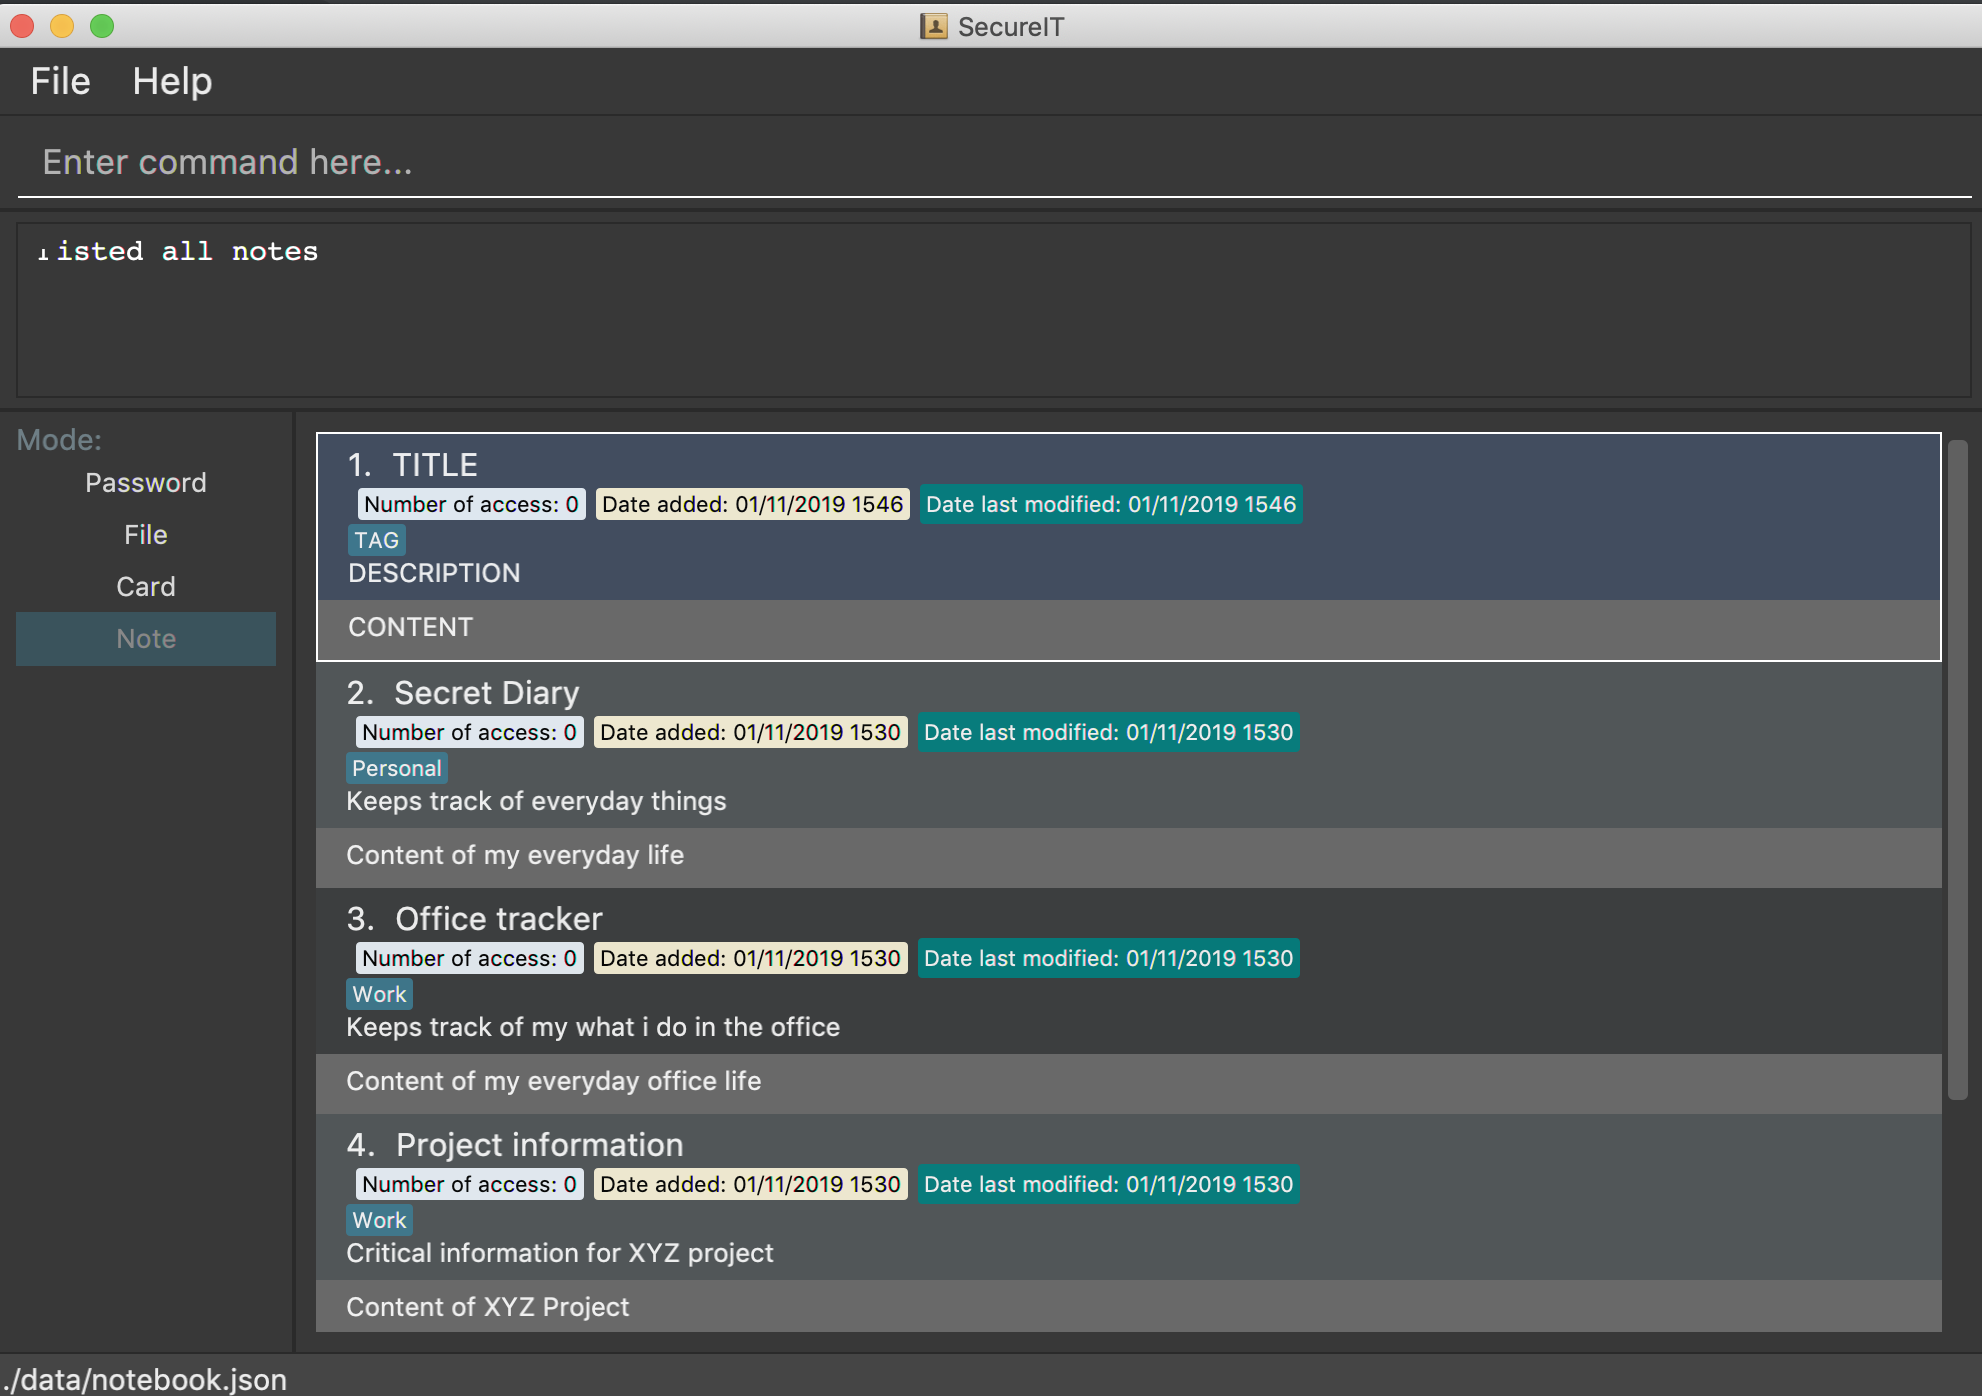 SecureIT
File Help
Enter command here...
isted all notes
Mode:
Password
File
Card
Note
1. TITLE
Number of access: 0 Date added: 01/11/2019 1546 Date last modified: 01/11/2019 1546
TAG
DESCRIPTION
CONTENT
2. Secret Diary
Number of access: 0 Date added: 01/11/2019 1530 Date last modified: 01/11/2019 1530
Personal
Keeps track of everyday things
Content of my everyday life
3. Office tracker
Number of access: 0 Date added: 01/11/2019 1530 Date last modified: 01/11/2019 1530
Work
Keeps track of my what i do in the office
Content of my everyday office life
4. Project information
Number of access: 0 Date added: 01/11/2019 1530 Date last modified: 01/11/2019 1530
Work
Critical information for XYZ project
Content of XYZ Project
./data/notebook.json